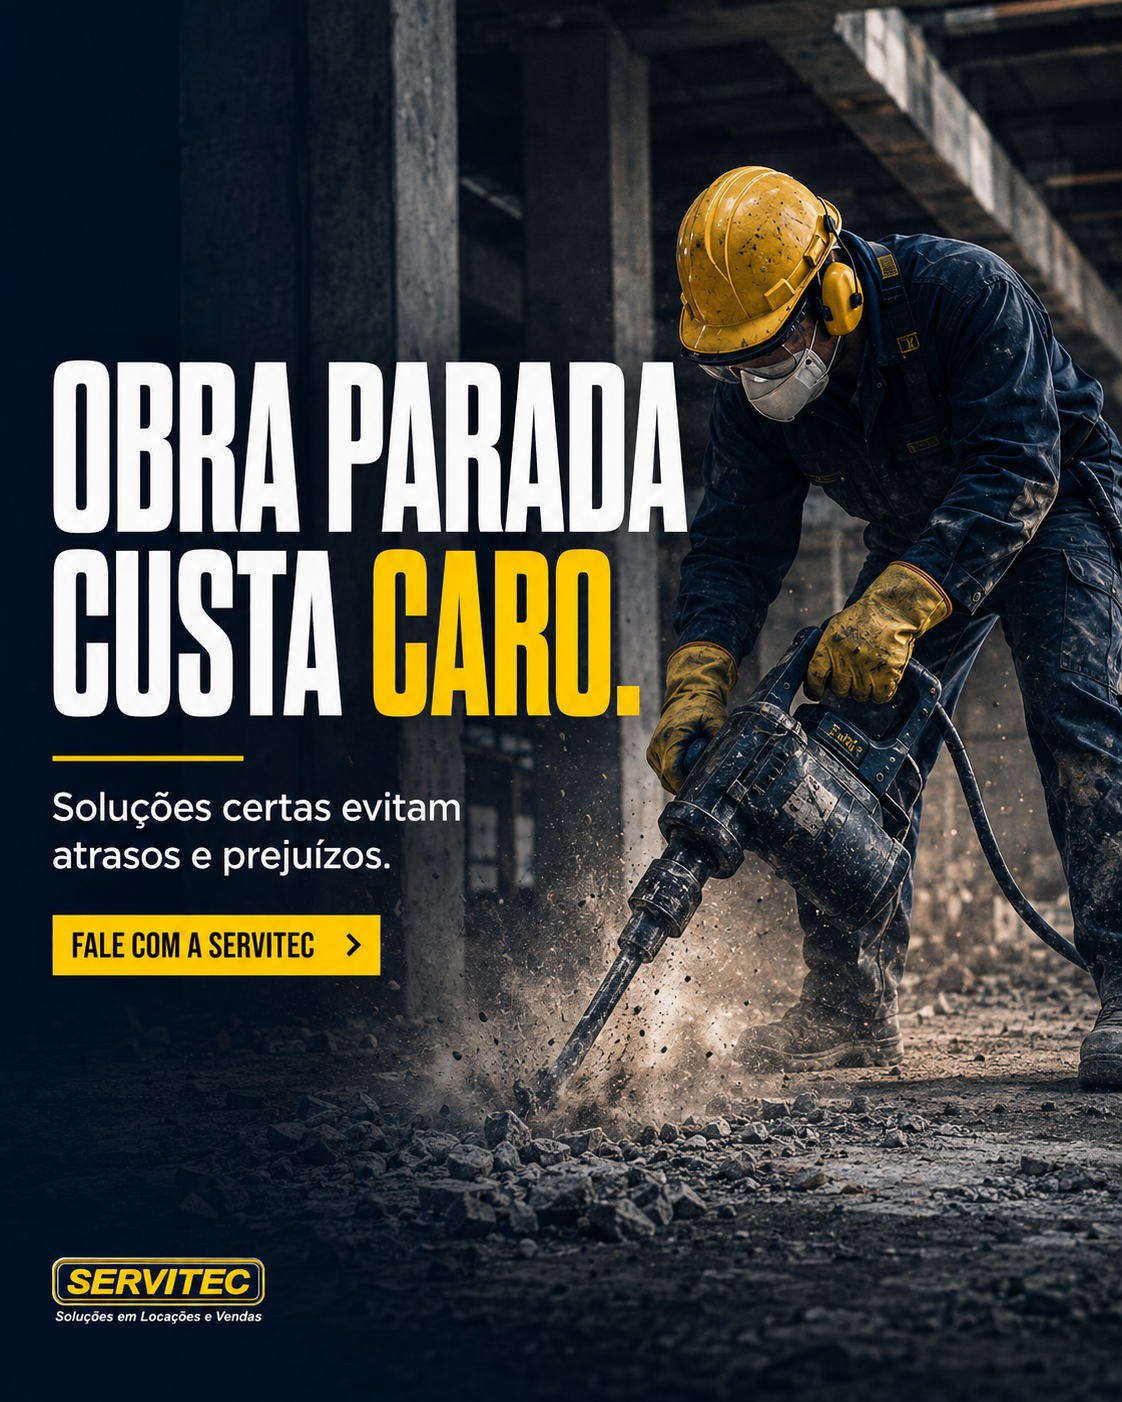 OBRA PARADA
CUSTA CARO.
Soluções certas evitam
atrasos e prejuízos.
FALE COM A SERVITEC
SERVITEC
Soluções em Locações e Vendas